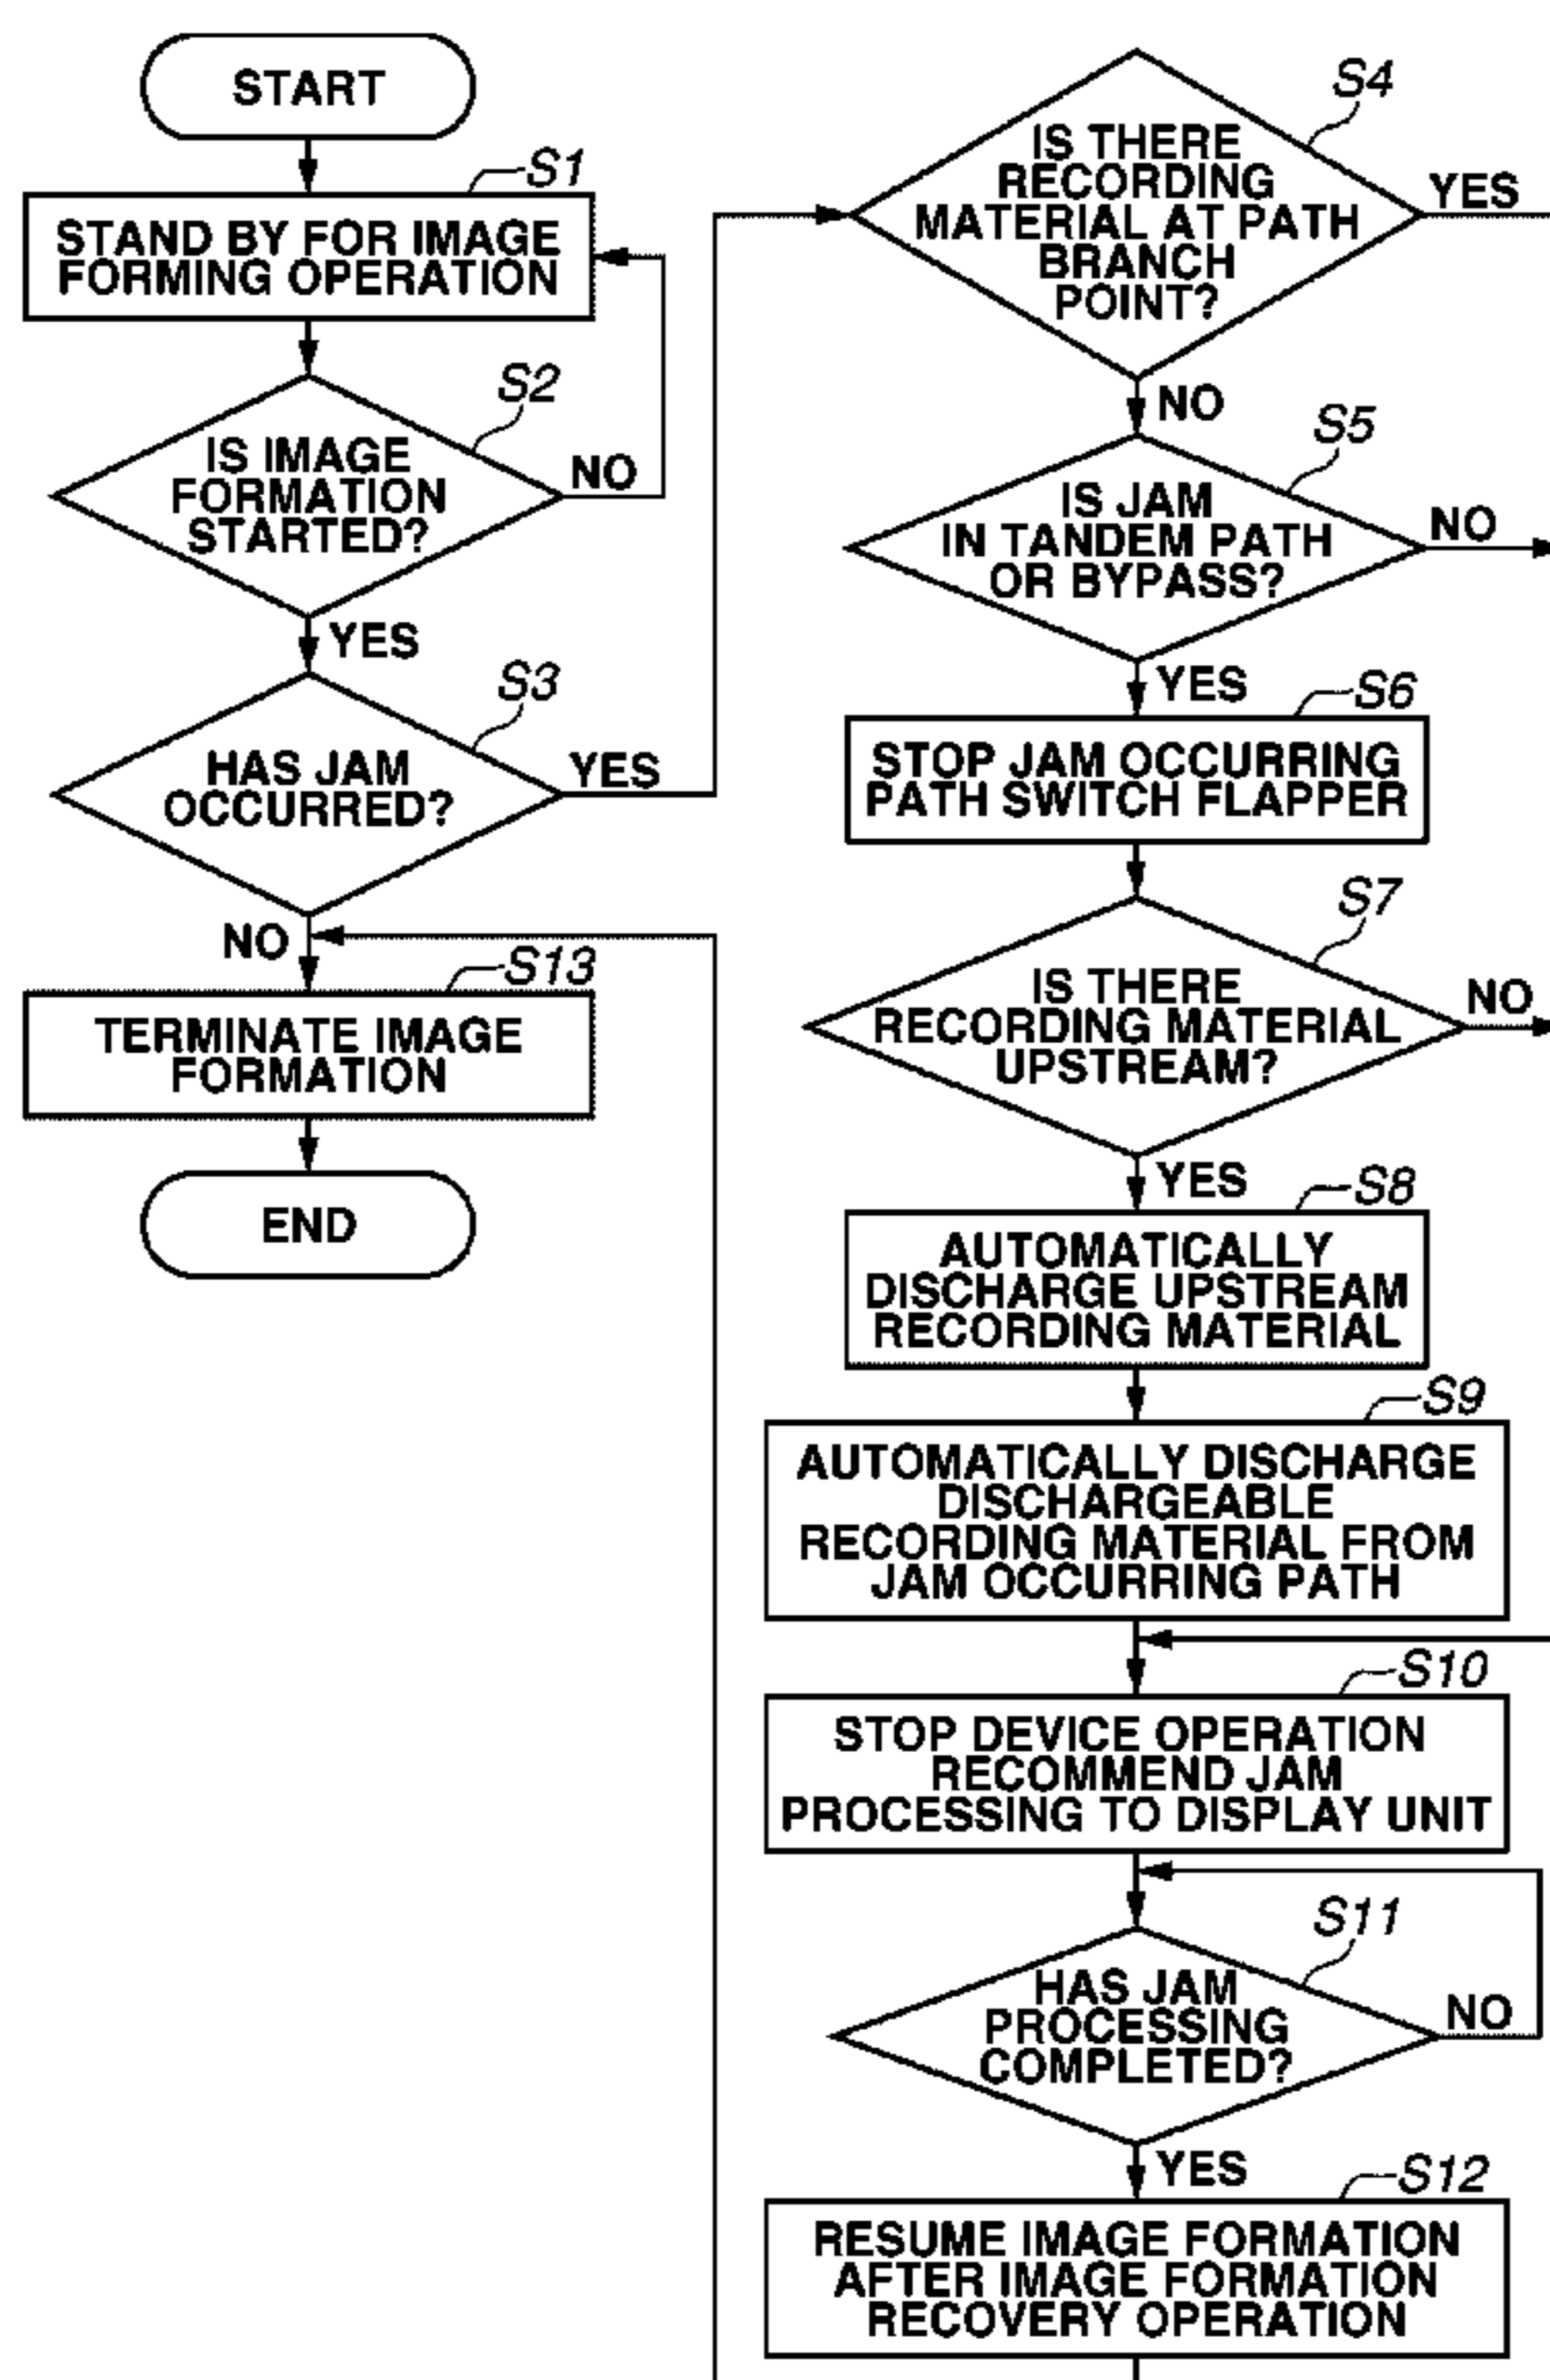 START
S1
STAND BY FOR IMAGE
FORMING OPERATION
S2
IS IMAGE
FORMATION
STARTED?
NO
YES
S3
HAS JAM
OCCURRED?
YES
NO
S13
TERMINATE IMAGE
FORMATION
END
S4
IS THERE
RECORDING
MATERIAL AT PATH
BRANCH
POINT?
YES
NO
S5
IS JAM
IN TANDEM PATH
OR BYPASS?
NO
YES
S6
STOP JAM OCCURRING
PATH SWITCH FLAPPER
S7
IS THERE
RECORDING MATERIAL
UPSTREAM?
NO
YES
S8
AUTOMATICALLY
DISCHARGE UPSTREAM
RECORDING MATERIAL
S9
AUTOMATICALLY DISCHARGE
DISCHARGEABLE
RECORDING MATERIAL FROM
JAM OCCURRING PATH
S10
STOP DEVICE OPERATION
RECOMMEND JAM
PROCESSING TO DISPLAY UNIT
S11
HAS JAM
PROCESSING
COMPLETED?
NO
YES
S12
RESUME IMAGE FORMATION
AFTER IMAGE FORMATION
RECOVERY OPERATION